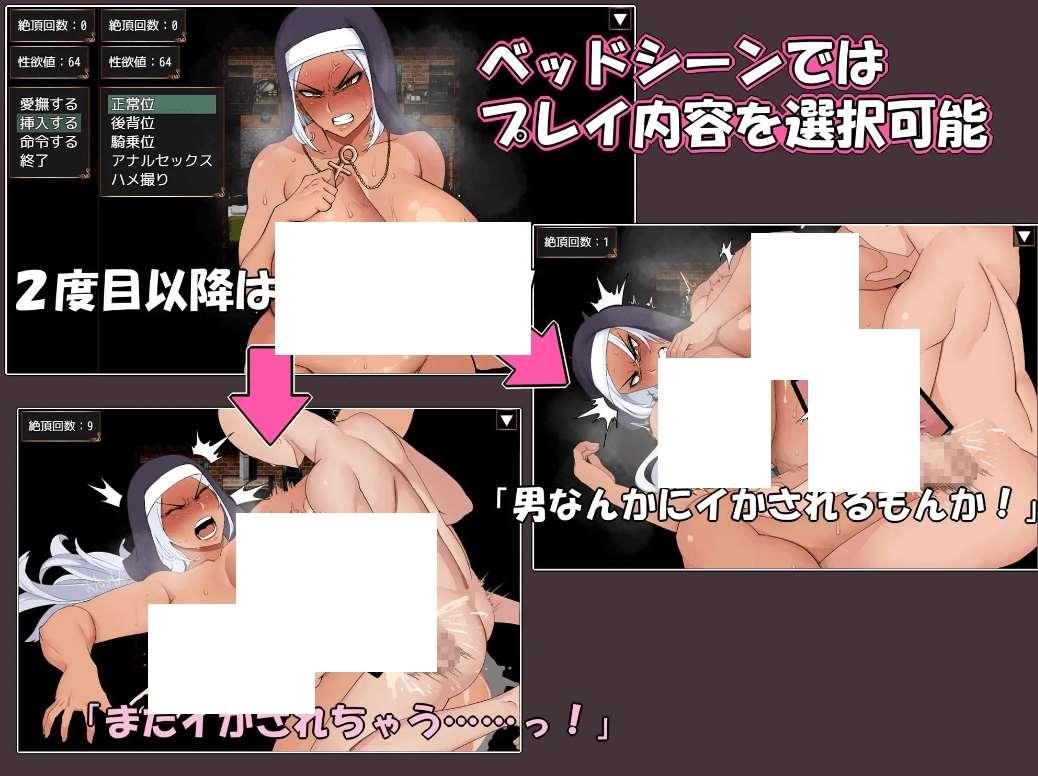 絶頂回数：0
絶頂回数：0
性欲値：64
性欲値：64
愛撫する
挿入する
命令する
終了
正常位
後背位
騎乗位
アナルセックス
ハメ撮り
ベッドシーンでは
プレイ内容を選択可能
２度目以降は
絶頂回数：1
「男なんかにイかされるもんか！」
絶頂回数：9
「またイかされちゃう……っ！」